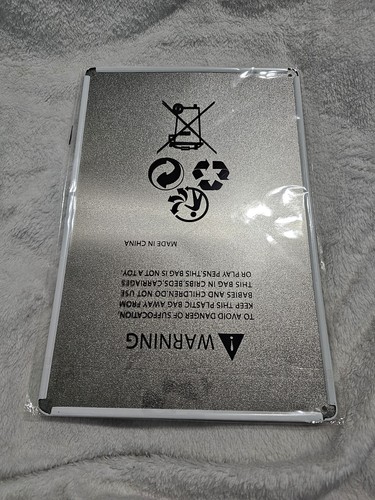 WARNING
TO AVOID DANGER OF SUFFOCATION,
KEEP THIS PLASTIC BAG AWAY FROM
BABIES AND CHILDREN.DO NOT USE
THIS BAG IN CRIBS.BEDS.CARRIAGES
OR PLAY PENS.THIS BAG IS A NOT A TOY.
MADE IN CHINA